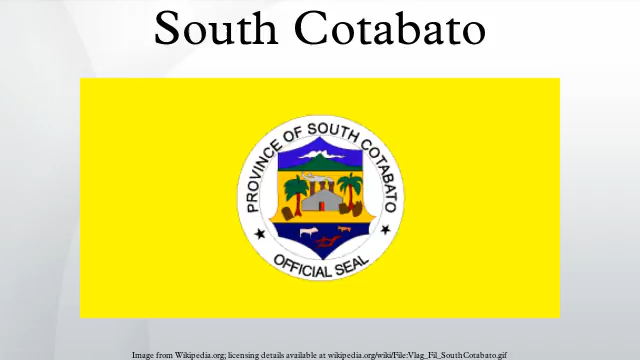 South Cotabato
PROVINCE OF SOUTH COTABATO
OFFICIAL SEAL
Image from Wikipedia.org; licensing details available at wikipedia.org/wiki/File:Vlag_Fil_SouthCotabato.gif